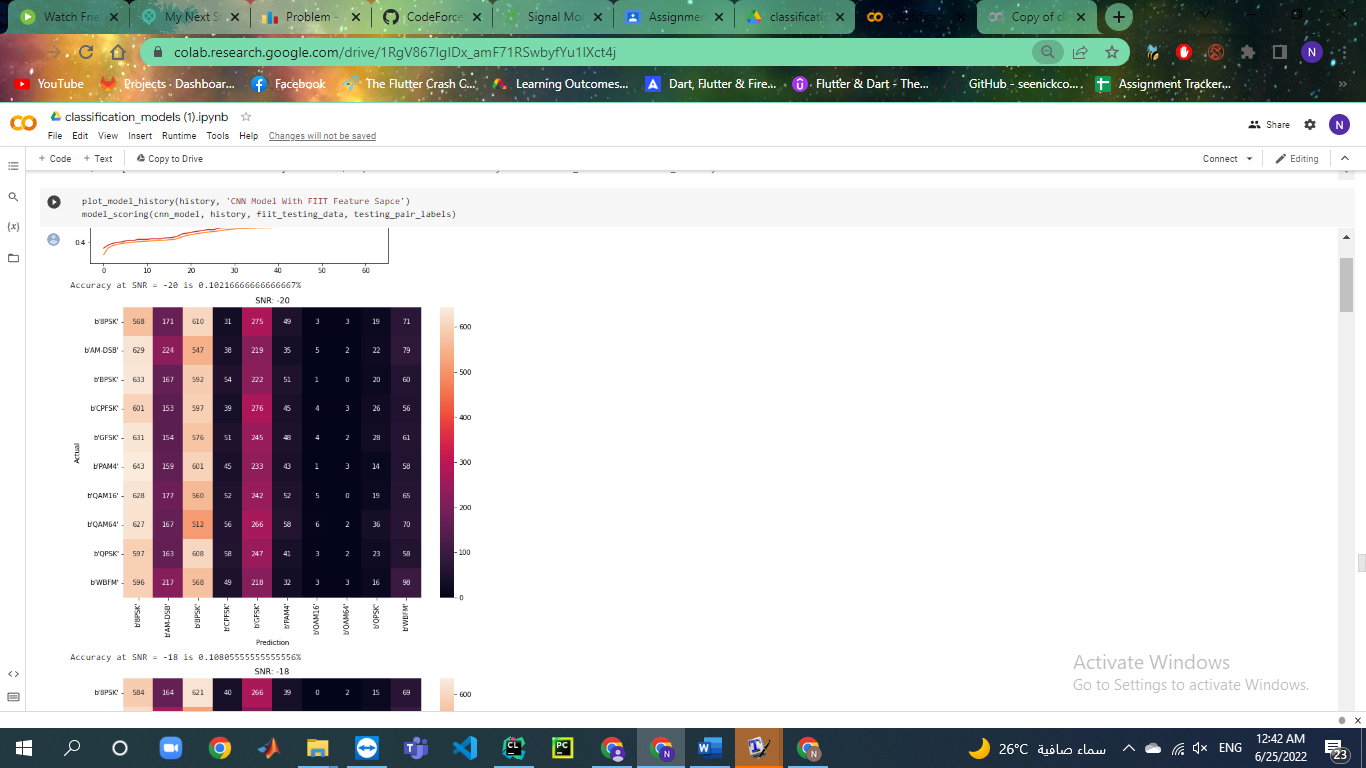 Watch Frie
My Next S
Problem -
CodeForce
Signal Mo
Assignmen
classificatio
Copy of cl
colab.research.google.com/drive/1RgV867IgIDx_amF71RSwbyfYu1lXct4j
N
YouTube
Projects · Dashboar...
Facebook
The Flutter Crash C...
Learning Outcomes...
Dart, Flutter & Fire...
Flutter & Dart - The...
GitHub - seenickco...
Assignment Tracker...
»
classification_models (1).ipynb
File Edit View Insert Runtime Tools Help Changes will not be saved
Share
N
+ Code + Text Copy to Drive
Connect
Editing
plot_model_history(history, 'CNN Model With FIIT Feature Sapce')
model_scoring(cnn_model, history, fiit_testing_data, testing_pair_labels)
0.4
0 10 20 30 40 50 60
Accuracy at SNR = -20 is 0.10216666666666667%
SNR: -20
b'8PSK' 568 171 610 31 275 49 3 3 19 71
b'AM-DSB' 629 224 547 38 219 35 5 2 22 79
b'BPSK' 633 167 592 54 222 51 1 0 20 60
b'CPFSK' 601 153 597 39 276 45 4 3 26 56
b'GFSK' 631 154 576 51 245 48 4 2 28 61
b'PAM4' 643 159 601 45 233 43 1 3 14 58
b'QAM16' 628 177 560 52 242 52 5 0 19 65
b'QAM64' 627 167 512 56 266 58 6 2 36 70
b'QPSK' 597 163 608 58 247 41 3 2 23 58
b'WBFM' 596 217 568 49 218 32 3 3 16 98
Actual
b'8PSK' b'AM-DSB' b'BPSK' b'CPFSK' b'GFSK' b'PAM4' b'QAM16' b'QAM64' b'QPSK' b'WBFM'
Prediction
600
500
400
300
200
100
0
Accuracy at SNR = -18 is 0.10805555555555556%
SNR: -18
b'8PSK' 584 164 621 40 266 39 0 2 15 69
600
Activate Windows
Go to Settings to activate Windows.
26°C سماء صافية
ENG
12:42 AM
6/25/2022
23